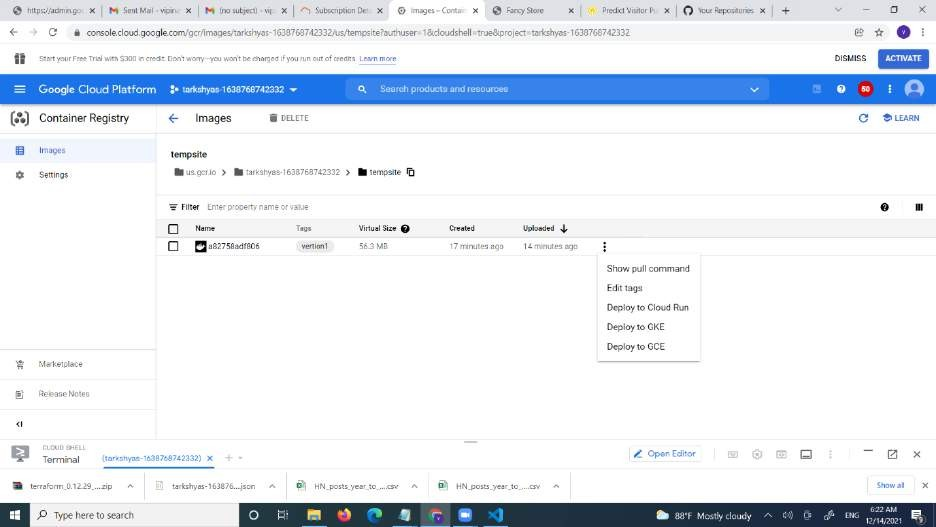 https://admin.goo
Sent Mail - vipina
(no subject) - vip
Subscription Deta
Images – Contain
Fancy Store
Predict Visitor Pu
Your Repositories
console.cloud.google.com/gcr/images/tarkshyas-1638768742332/us/tempsite?authuser=1&cloudshell=true&project=tarkshyas-1638768742332
Start your Free Trial with $300 in credit. Don't worry—you won't be charged if you run out of credits. Learn more
DISMISS
ACTIVATE
Google Cloud Platform
tarkshyas-1638768742332
Search products and resources
50
Container Registry
Images
DELETE
LEARN
Images
Settings
tempsite
us.gcr.io > tarkshyas-1638768742332 > tempsite
Filter Enter property name or value
Name Tags Virtual Size Created Uploaded
a82758adf806 vertion1 56.3 MB 17 minutes ago 14 minutes ago
Show pull command
Edit tags
Deploy to Cloud Run
Deploy to GKE
Deploy to GCE
Marketplace
Release Notes
CLOUD SHELL
Terminal
(tarkshyas-1638768742332)
Open Editor
terraform_0.12.29_....zip
tarkshyas-163876....json
HN_posts_year_to_....csv
HN_posts_year_to_....csv
Show all
Type here to search
88°F Mostly cloudy
ENG
6:22 AM
12/14/2021